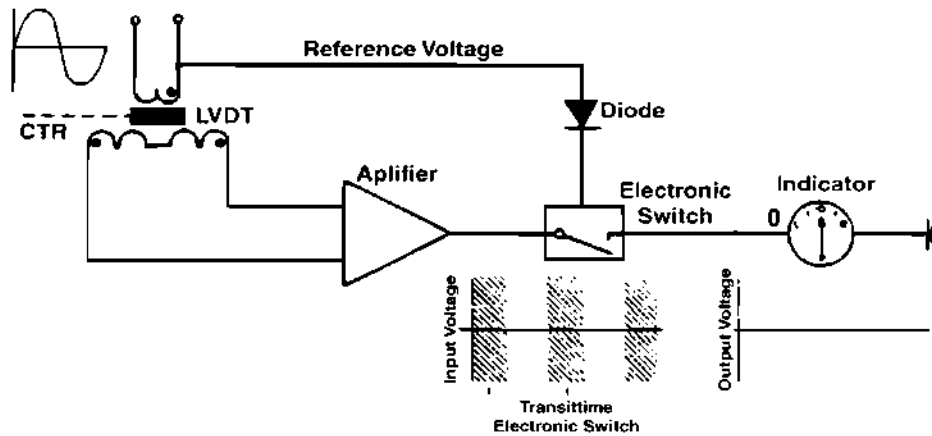 Reference Voltage
LVDT
CTR
Diode
Aplifier
Electronic
Switch
Indicator
0
Input Voltage
Output Voltage
Transittime
Electronic Switch